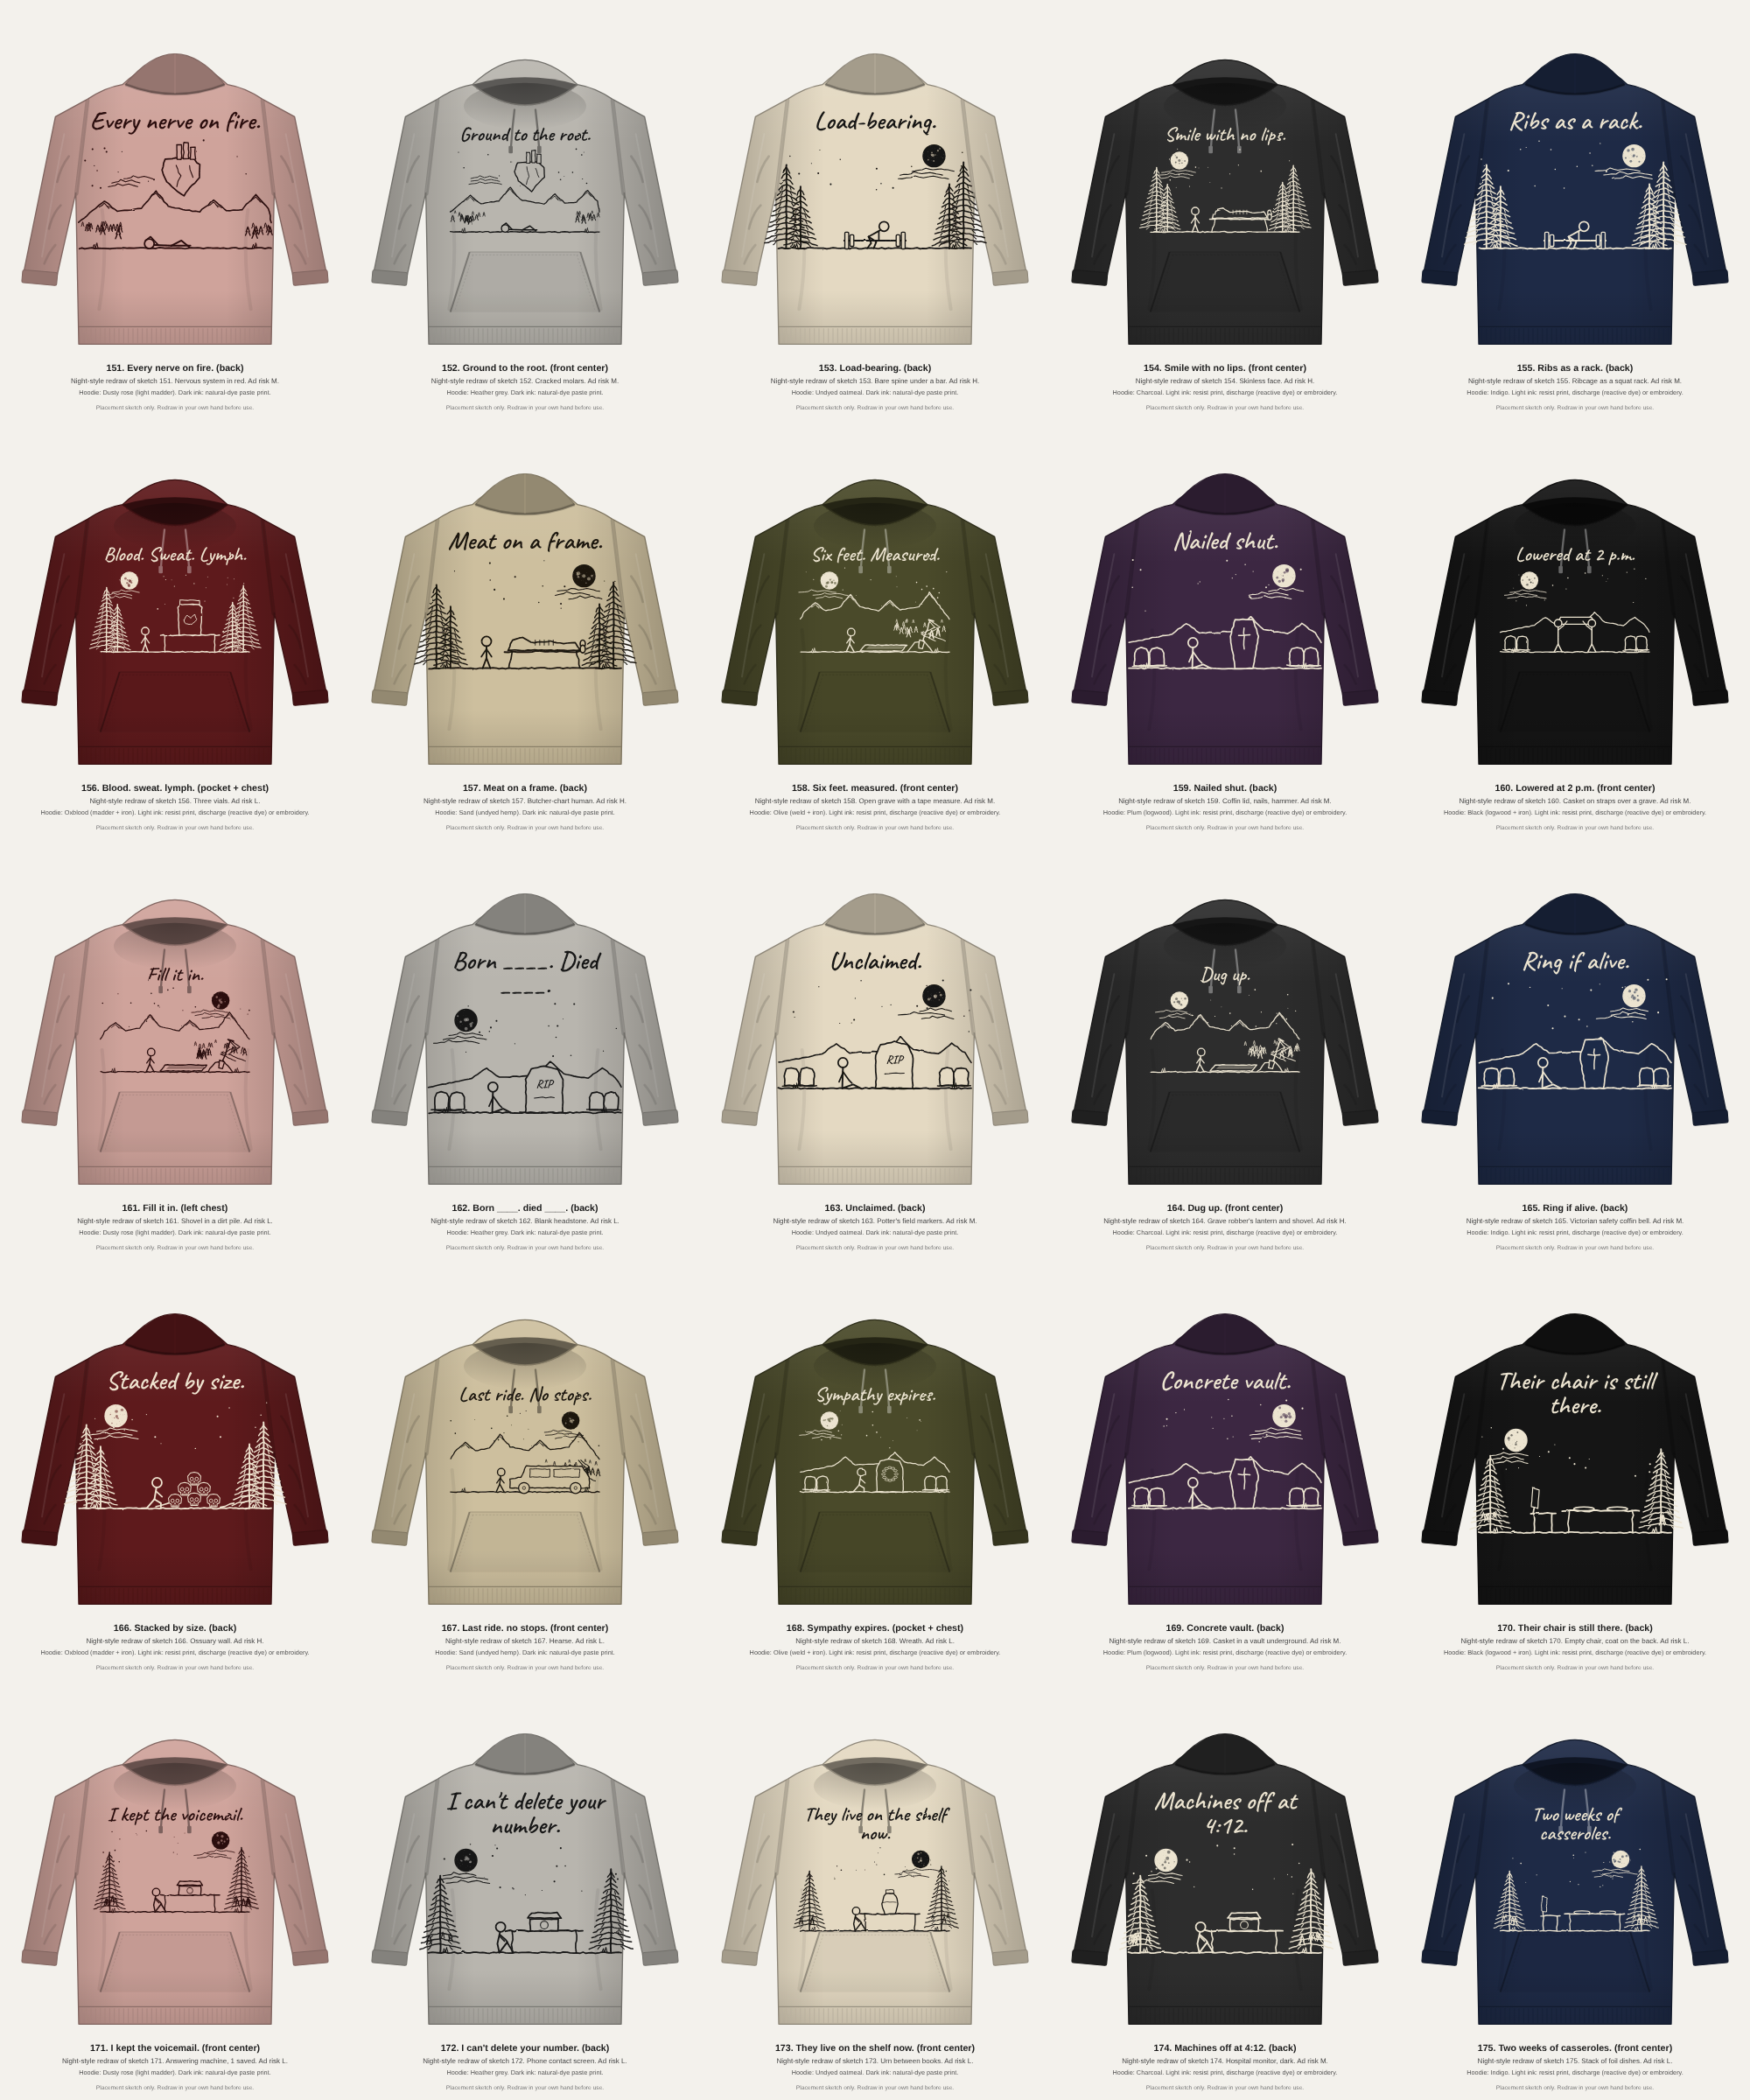 Every nerve on fire.
Ground to the root.
Load-bearing.
Smile with no lips.
Ribs as a rack.
151. Every nerve on fire. (back)
Night-style redraw of sketch 151. Nervous system in red. Ad risk M.
Hoodie: Dusty rose (light madder). Dark ink: natural-dye paste print.
Placement sketch only. Redraw in your own hand before use.
152. Ground to the root. (front center)
Night-style redraw of sketch 152. Cracked molars. Ad risk M.
Hoodie: Heather grey. Dark ink: natural-dye paste print.
Placement sketch only. Redraw in your own hand before use.
153. Load-bearing. (back)
Night-style redraw of sketch 153. Bare spine under a bar. Ad risk H.
Hoodie: Undyed oatmeal. Dark ink: natural-dye paste print.
Placement sketch only. Redraw in your own hand before use.
154. Smile with no lips. (front center)
Night-style redraw of sketch 154. Skinless face. Ad risk H.
Hoodie: Charcoal. Light ink: resist print, discharge (reactive dye) or embroidery.
Placement sketch only. Redraw in your own hand before use.
155. Ribs as a rack. (back)
Night-style redraw of sketch 155. Ribcage as a squat rack. Ad risk M.
Hoodie: Indigo. Light ink: resist print, discharge (reactive dye) or embroidery.
Placement sketch only. Redraw in your own hand before use.
Blood. Sweat. Lymph.
Meat on a frame.
Six feet. Measured.
Nailed shut.
Lowered at 2 p.m.
156. Blood. sweat. lymph. (pocket + chest)
Night-style redraw of sketch 156. Three vials. Ad risk L.
Hoodie: Oxblood (madder + iron). Light ink: resist print, discharge (reactive dye) or embroidery.
Placement sketch only. Redraw in your own hand before use.
157. Meat on a frame. (back)
Night-style redraw of sketch 157. Butcher-chart human. Ad risk H.
Hoodie: Sand (undyed hemp). Dark ink: natural-dye paste print.
Placement sketch only. Redraw in your own hand before use.
158. Six feet. measured. (front center)
Night-style redraw of sketch 158. Open grave with a tape measure. Ad risk M.
Hoodie: Olive (weld + iron). Light ink: resist print, discharge (reactive dye) or embroidery.
Placement sketch only. Redraw in your own hand before use.
159. Nailed shut. (back)
Night-style redraw of sketch 159. Coffin lid, nails, hammer. Ad risk M.
Hoodie: Plum (logwood). Light ink: resist print, discharge (reactive dye) or embroidery.
Placement sketch only. Redraw in your own hand before use.
160. Lowered at 2 p.m. (front center)
Night-style redraw of sketch 160. Casket on straps over a grave. Ad risk M.
Hoodie: Black (logwood + iron). Light ink: resist print, discharge (reactive dye) or embroidery.
Placement sketch only. Redraw in your own hand before use.
Fill it in.
Born ____. Died
____.
RIP
Unclaimed.
RIP
Dug up.
Ring if alive.
161. Fill it in. (left chest)
Night-style redraw of sketch 161. Shovel in a dirt pile. Ad risk L.
Hoodie: Dusty rose (light madder). Dark ink: natural-dye paste print.
Placement sketch only. Redraw in your own hand before use.
162. Born ____. died ____. (back)
Night-style redraw of sketch 162. Blank headstone. Ad risk L.
Hoodie: Heather grey. Dark ink: natural-dye paste print.
Placement sketch only. Redraw in your own hand before use.
163. Unclaimed. (back)
Night-style redraw of sketch 163. Potter's field markers. Ad risk M.
Hoodie: Undyed oatmeal. Dark ink: natural-dye paste print.
Placement sketch only. Redraw in your own hand before use.
164. Dug up. (front center)
Night-style redraw of sketch 164. Grave robber's lantern and shovel. Ad risk H.
Hoodie: Charcoal. Light ink: resist print, discharge (reactive dye) or embroidery.
Placement sketch only. Redraw in your own hand before use.
165. Ring if alive. (back)
Night-style redraw of sketch 165. Victorian safety coffin bell. Ad risk M.
Hoodie: Indigo. Light ink: resist print, discharge (reactive dye) or embroidery.
Placement sketch only. Redraw in your own hand before use.
Stacked by size.
Last ride. No stops.
Sympathy expires.
Concrete vault.
Their chair is still
there.
166. Stacked by size. (back)
Night-style redraw of sketch 166. Ossuary wall. Ad risk H.
Hoodie: Oxblood (madder + iron). Light ink: resist print, discharge (reactive dye) or embroidery.
Placement sketch only. Redraw in your own hand before use.
167. Last ride. no stops. (front center)
Night-style redraw of sketch 167. Hearse. Ad risk L.
Hoodie: Sand (undyed hemp). Dark ink: natural-dye paste print.
Placement sketch only. Redraw in your own hand before use.
168. Sympathy expires. (pocket + chest)
Night-style redraw of sketch 168. Wreath. Ad risk L.
Hoodie: Olive (weld + iron). Light ink: resist print, discharge (reactive dye) or embroidery.
Placement sketch only. Redraw in your own hand before use.
169. Concrete vault. (back)
Night-style redraw of sketch 169. Casket in a vault underground. Ad risk M.
Hoodie: Plum (logwood). Light ink: resist print, discharge (reactive dye) or embroidery.
Placement sketch only. Redraw in your own hand before use.
170. Their chair is still there. (back)
Night-style redraw of sketch 170. Empty chair, coat on the back. Ad risk L.
Hoodie: Black (logwood + iron). Light ink: resist print, discharge (reactive dye) or embroidery.
Placement sketch only. Redraw in your own hand before use.
I kept the voicemail.
I can't delete your
number.
They live on the shelf
now.
Machines off at
4:12.
Two weeks of
casseroles.
171. I kept the voicemail. (front center)
Night-style redraw of sketch 171. Answering machine, 1 saved. Ad risk L.
Hoodie: Dusty rose (light madder). Dark ink: natural-dye paste print.
Placement sketch only. Redraw in your own hand before use.
172. I can't delete your number. (back)
Night-style redraw of sketch 172. Phone contact screen. Ad risk L.
Hoodie: Heather grey. Dark ink: natural-dye paste print.
Placement sketch only. Redraw in your own hand before use.
173. They live on the shelf now. (front center)
Night-style redraw of sketch 173. Urn between books. Ad risk L.
Hoodie: Undyed oatmeal. Dark ink: natural-dye paste print.
Placement sketch only. Redraw in your own hand before use.
174. Machines off at 4:12. (back)
Night-style redraw of sketch 174. Hospital monitor, dark. Ad risk M.
Hoodie: Charcoal. Light ink: resist print, discharge (reactive dye) or embroidery.
Placement sketch only. Redraw in your own hand before use.
175. Two weeks of casseroles. (front center)
Night-style redraw of sketch 175. Stack of foil dishes. Ad risk L.
Hoodie: Indigo. Light ink: resist print, discharge (reactive dye) or embroidery.
Placement sketch only. Redraw in your own hand before use.